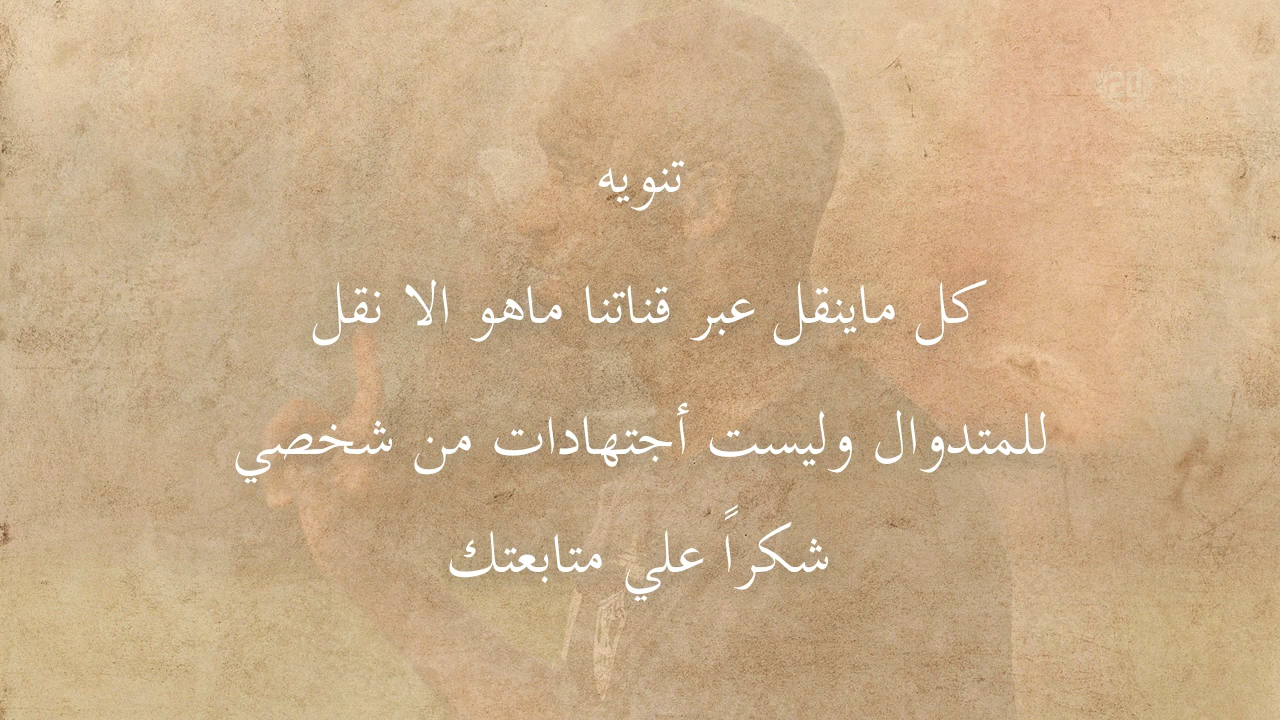 تنويه
كل ماينقل عبر قناتنا ماهو الا نقل
للمتدوال وليست أجتهادات من شخصي
شكراً علي متابعتك